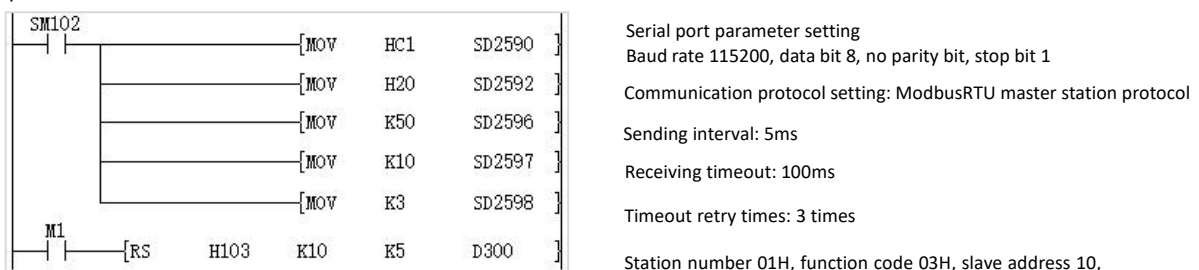 SM102
MOV HC1 SD2590
Serial port parameter setting
Baud rate 115200, data bit 8, no parity bit, stop bit 1
MOV H20 SD2592
Communication protocol setting: ModbusRTU master station protocol
MOV K50 SD2596
Sending interval: 5ms
MOV K10 SD2597
Receiving timeout: 100ms
MOV K3 SD2598
Timeout retry times: 3 times
M1
RS H103 K10 K5 D300
Station number 01H, function code 03H, slave address 10,